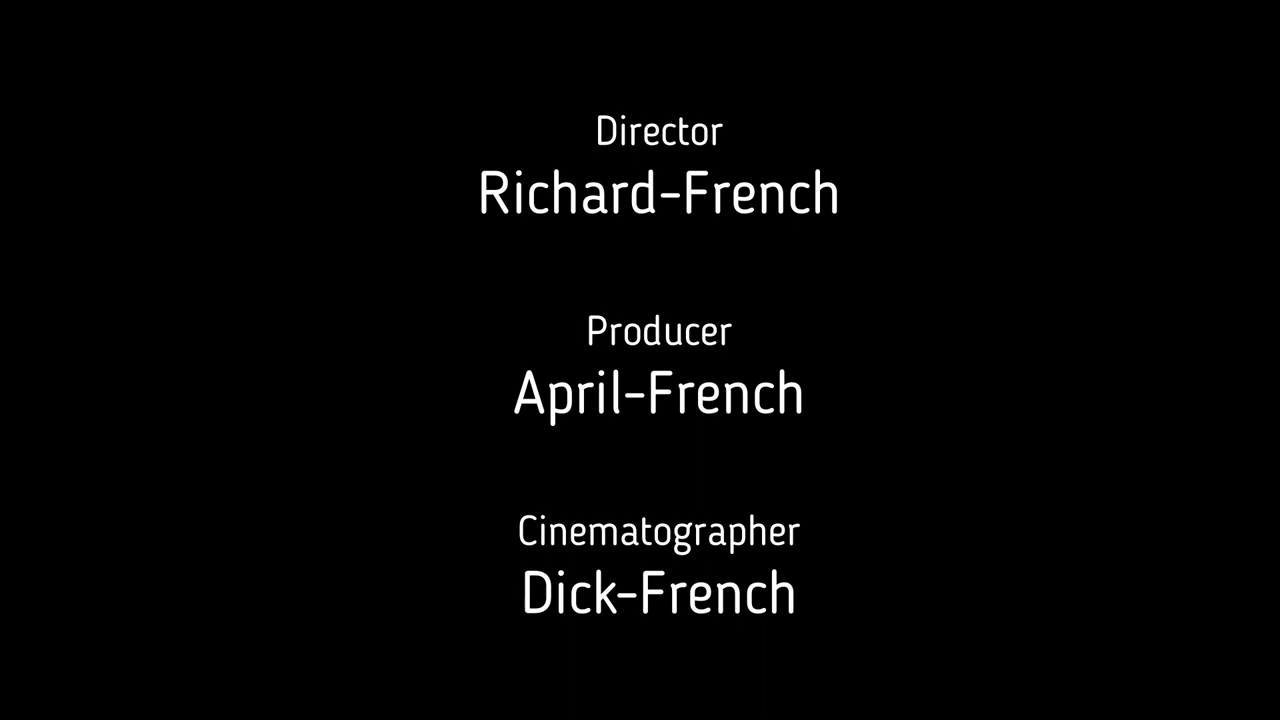 Director
Richard-French
Producer
April-French
Cinematographer
Dick-French